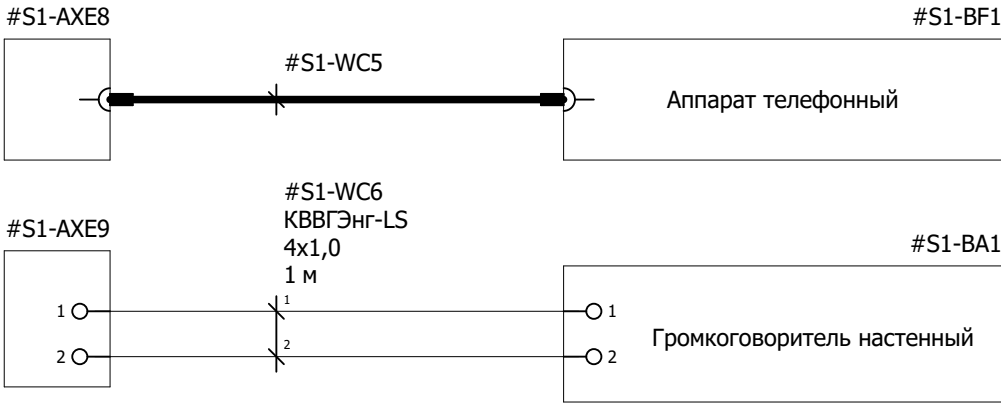 #S1-AXE8
#S1-BF1
#S1-WC5
Аппарат телефонный
#S1-WC6
КВВГЭнг-LS
4x1,0
1 м
#S1-AXE9
#S1-BA1
1
1
1
2
2
2
Громкоговоритель настенный